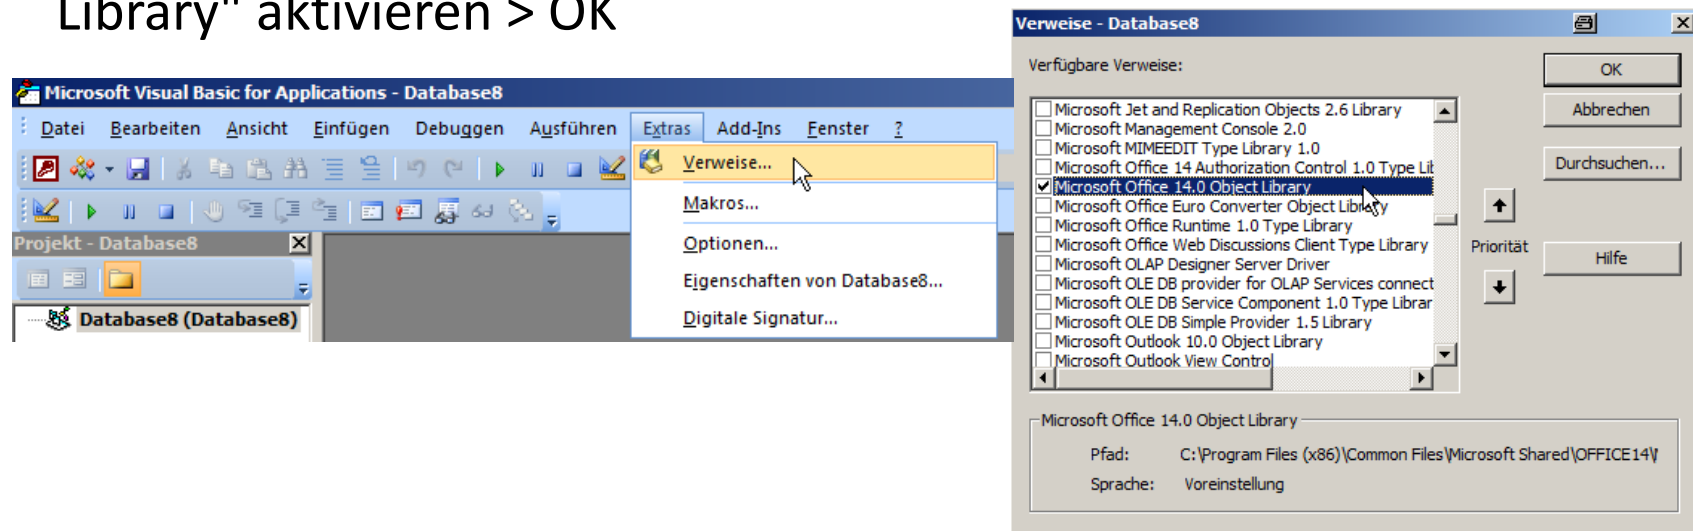 Library" aktivieren > OK
Microsoft Visual Basic for Applications - Database8
Datei Bearbeiten Ansicht Einfügen Debuggen Ausführen Extras Add-Ins Fenster ?
Verweise...
Makros...
Optionen...
Eigenschaften von Database8...
Digitale Signatur...
Projekt - Database8
Database8 (Database8)
Verweise - Database8
Verfügbare Verweise:
Microsoft Jet and Replication Objects 2.6 Library
Microsoft Management Console 2.0
Microsoft MIMEEDIT Type Library 1.0
Microsoft Office 14 Authorization Control 1.0 Type Lib
Microsoft Office 14.0 Object Library
Microsoft Office Euro Converter Object Library
Microsoft Office Runtime 1.0 Type Library
Microsoft Office Web Discussions Client Type Library
Microsoft OLAP Designer Server Driver
Microsoft OLE DB provider for OLAP Services connect
Microsoft OLE DB Service Component 1.0 Type Librar
Microsoft OLE DB Simple Provider 1.5 Library
Microsoft Outlook 10.0 Object Library
Microsoft Outlook View Control
OK
Abbrechen
Durchsuchen...
Priorität
Hilfe
Microsoft Office 14.0 Object Library
Pfad: C:\Program Files (x86)\Common Files\Microsoft Shared\OFFICE14\
Sprache: Voreinstellung